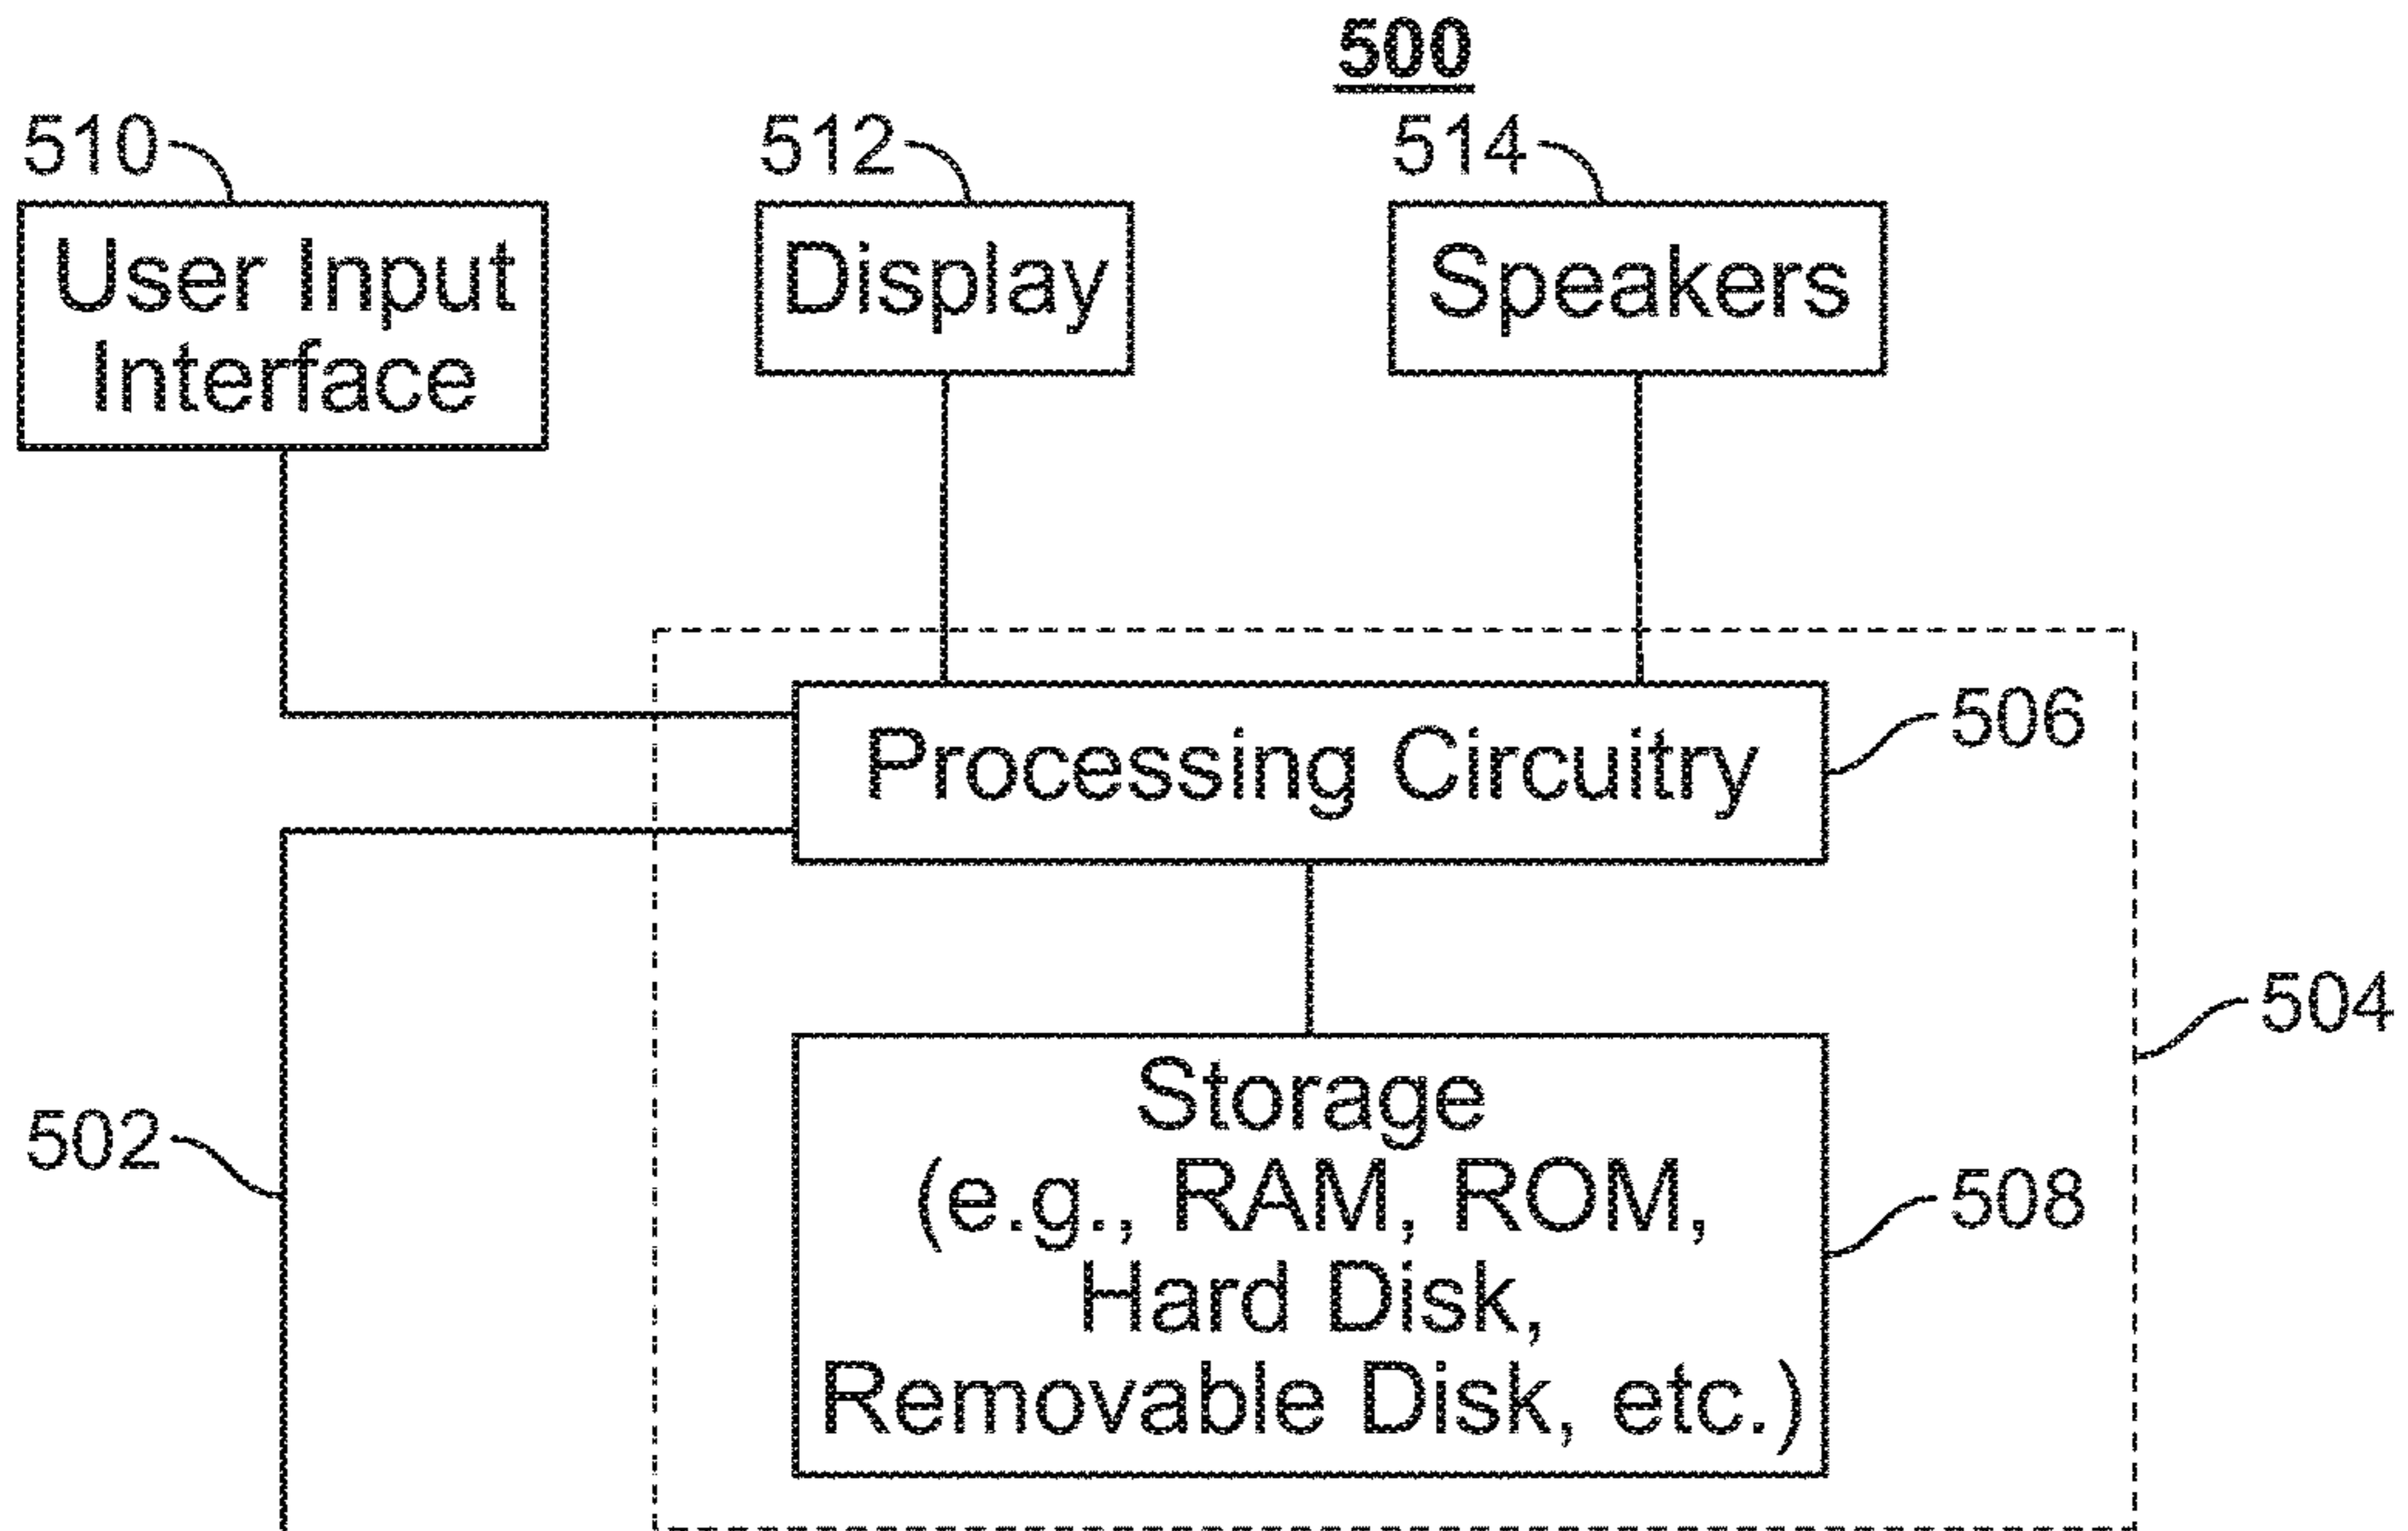 500
510
512
514
User Input
Interface
Display
Speakers
Processing Circuitry
506
504
502
Storage
(e.g., RAM, ROM,
Hard Disk,
Removable Disk, etc.)
508